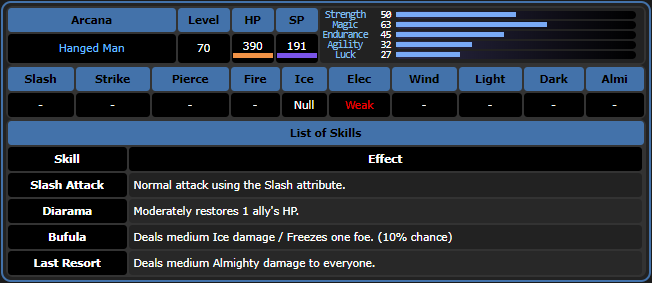 Arcana Level HP SP
Hanged Man 70 390 191
Strength 50
Magic 63
Endurance 45
Agility 32
Luck 27
Slash Strike Pierce Fire Ice Elec Wind Light Dark Almi
- - - - Null Weak - - - -
List of Skills
Skill Effect
Slash Attack Normal attack using the Slash attribute.
Diarama Moderately restores 1 ally's HP.
Bufula Deals medium Ice damage / Freezes one foe. (10% chance)
Last Resort Deals medium Almighty damage to everyone.